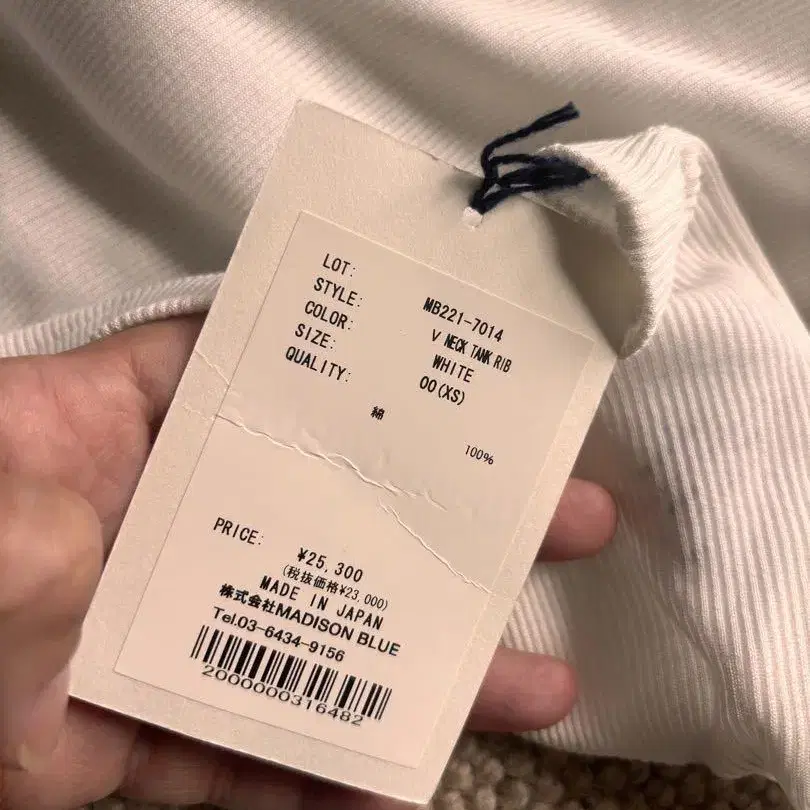 LOT: MB221-7014
STYLE: V NECK TANK RIB
COLOR: WHITE
SIZE: 00(XS)
QUALITY:
綿 100%
PRICE: ¥25,300
(税抜価格¥23,000)
MADE IN JAPAN
株式会社MADISON BLUE
Tel.03-6434-9156
2000000316482